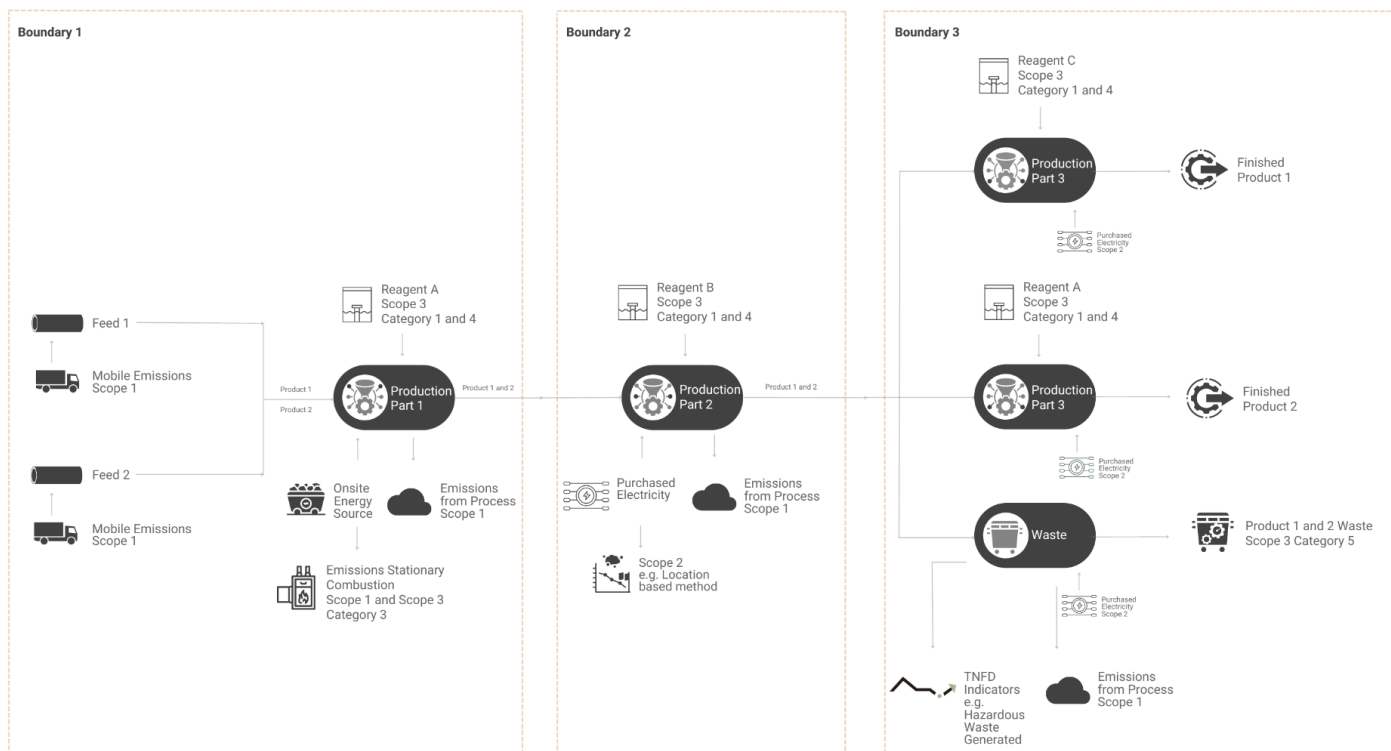 Boundary 1
Feed 1
Mobile Emissions
Scope 1
Feed 2
Mobile Emissions
Scope 1
Product 1
Product 2
Reagent A
Scope 3
Category 1 and 4
Production
Part 1
Product 1 and 2
Onsite
Energy
Source
Emissions
from Process
Scope 1
Emissions Stationary
Combustion
Scope 1 and Scope 3
Category 3
Boundary 2
Reagent B
Scope 3
Category 1 and 4
Production
Part 2
Product 1 and 2
Purchased
Electricity
Emissions
from Process
Scope 1
Scope 2
e.g. Location
based method
Boundary 3
Reagent C
Scope 3
Category 1 and 4
Production
Part 3
Finished
Product 1
Purchased
Electricity
Scope 2
Reagent A
Scope 3
Category 1 and 4
Production
Part 3
Finished
Product 2
Purchased
Electricity
Scope 2
Waste
Product 1 and 2 Waste
Scope 3 Category 5
Purchased
Electricity
Scope 2
TNFD
Indicators
e.g.
Hazardous
Waste
Generated
Emissions
from Process
Scope 1